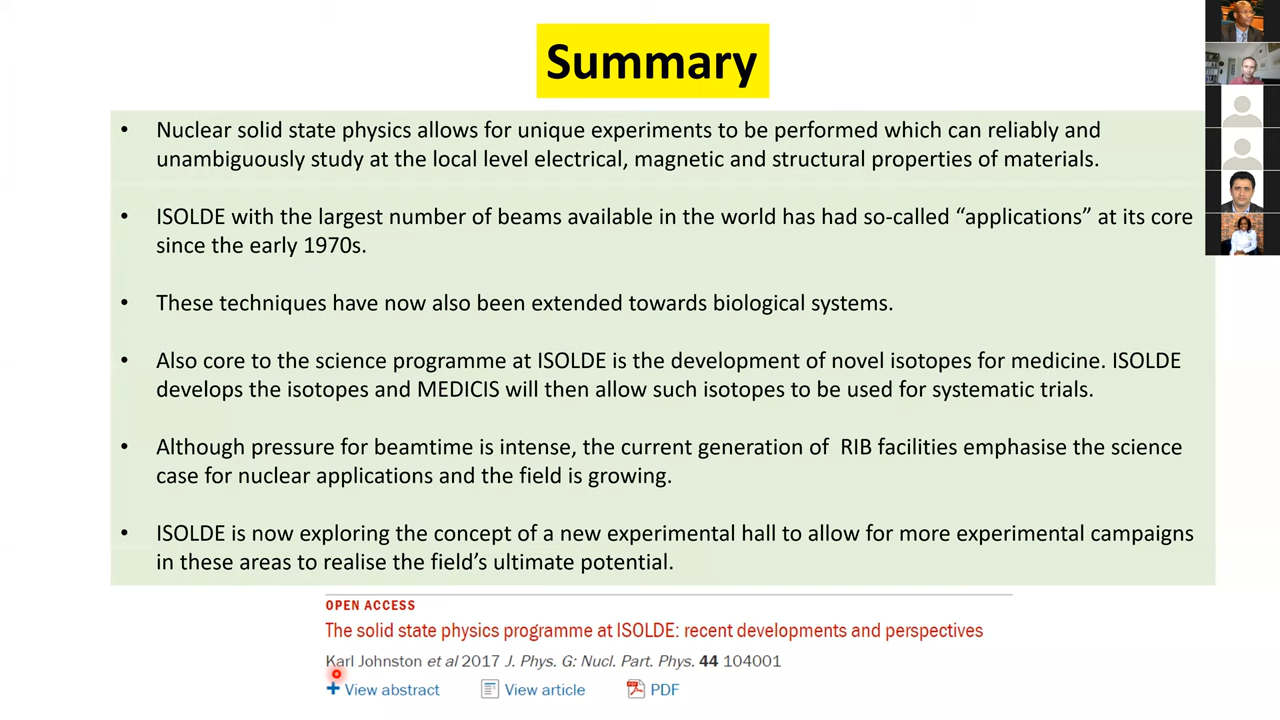 Summary
• Nuclear solid state physics allows for unique experiments to be performed which can reliably and
unambiguously study at the local level electrical, magnetic and structural properties of materials.
• ISOLDE with the largest number of beams available in the world has had so-called “applications” at its core
since the early 1970s.
• These techniques have now also been extended towards biological systems.
• Also core to the science programme at ISOLDE is the development of novel isotopes for medicine. ISOLDE
develops the isotopes and MEDICIS will then allow such isotopes to be used for systematic trials.
• Although pressure for beamtime is intense, the current generation of RIB facilities emphasise the science
case for nuclear applications and the field is growing.
• ISOLDE is now exploring the concept of a new experimental hall to allow for more experimental campaigns
in these areas to realise the field’s ultimate potential.
OPEN ACCESS
The solid state physics programme at ISOLDE: recent developments and perspectives
Karl Johnston et al 2017 J. Phys. G: Nucl. Part. Phys. 44 104001
+ View abstract View article PDF